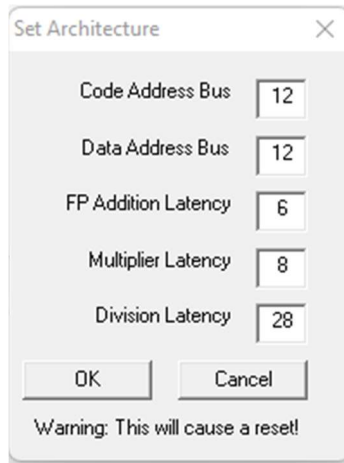 Set Architecture
Code Address Bus 12
Data Address Bus 12
FP Addition Latency 6
Multiplier Latency 8
Division Latency 28
OK Cancel
Warning: This will cause a reset!